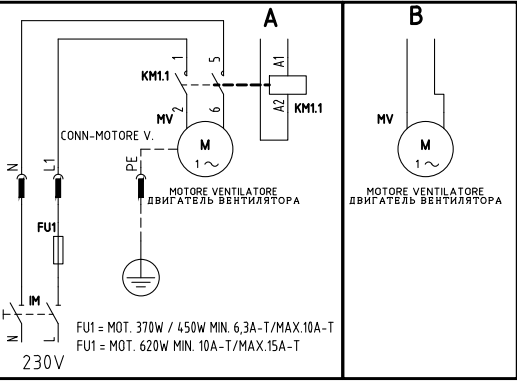 A
B
1
5
A1
KM1.1
2
6
A2
KM1.1
MV
MV
CONN-MOTORE V.
M
1 ~
M
1 ~
N
L1
PE
MOTORE VENTILATORE
ДВИГАТЕЛЬ ВЕНТИЛЯТОРА
MOTORE VENTILATORE
ДВИГАТЕЛЬ ВЕНТИЛЯТОРА
FU1
IM
N
L
230V
FU1 = MOT. 370W / 450W MIN. 6,3A-T/MAX.10A-T
FU1 = MOT. 620W MIN. 10A-T/MAX.15A-T